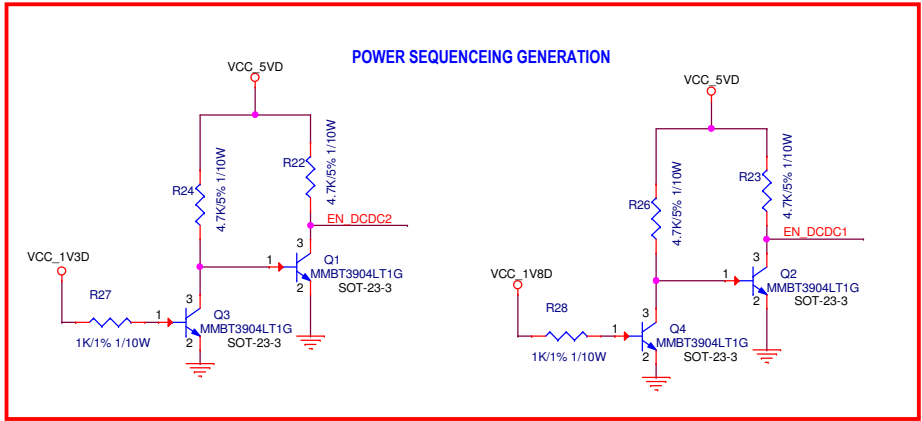 POWER SEQUENCEING GENERATION
VCC_5VD
R24
4.7K/5% 1/10W
R22
4.7K/5% 1/10W
EN_DCDC2
VCC_1V3D
R27
1K/1% 1/10W
1
3
2
Q3
MMBT3904LT1G
SOT-23-3
1
3
2
Q1
MMBT3904LT1G
SOT-23-3
VCC_5VD
R26
4.7K/5% 1/10W
R23
4.7K/5% 1/10W
EN_DCDC1
VCC_1V8D
R28
1K/1% 1/10W
1
3
2
Q4
MMBT3904LT1G
SOT-23-3
1
3
2
Q2
MMBT3904LT1G
SOT-23-3